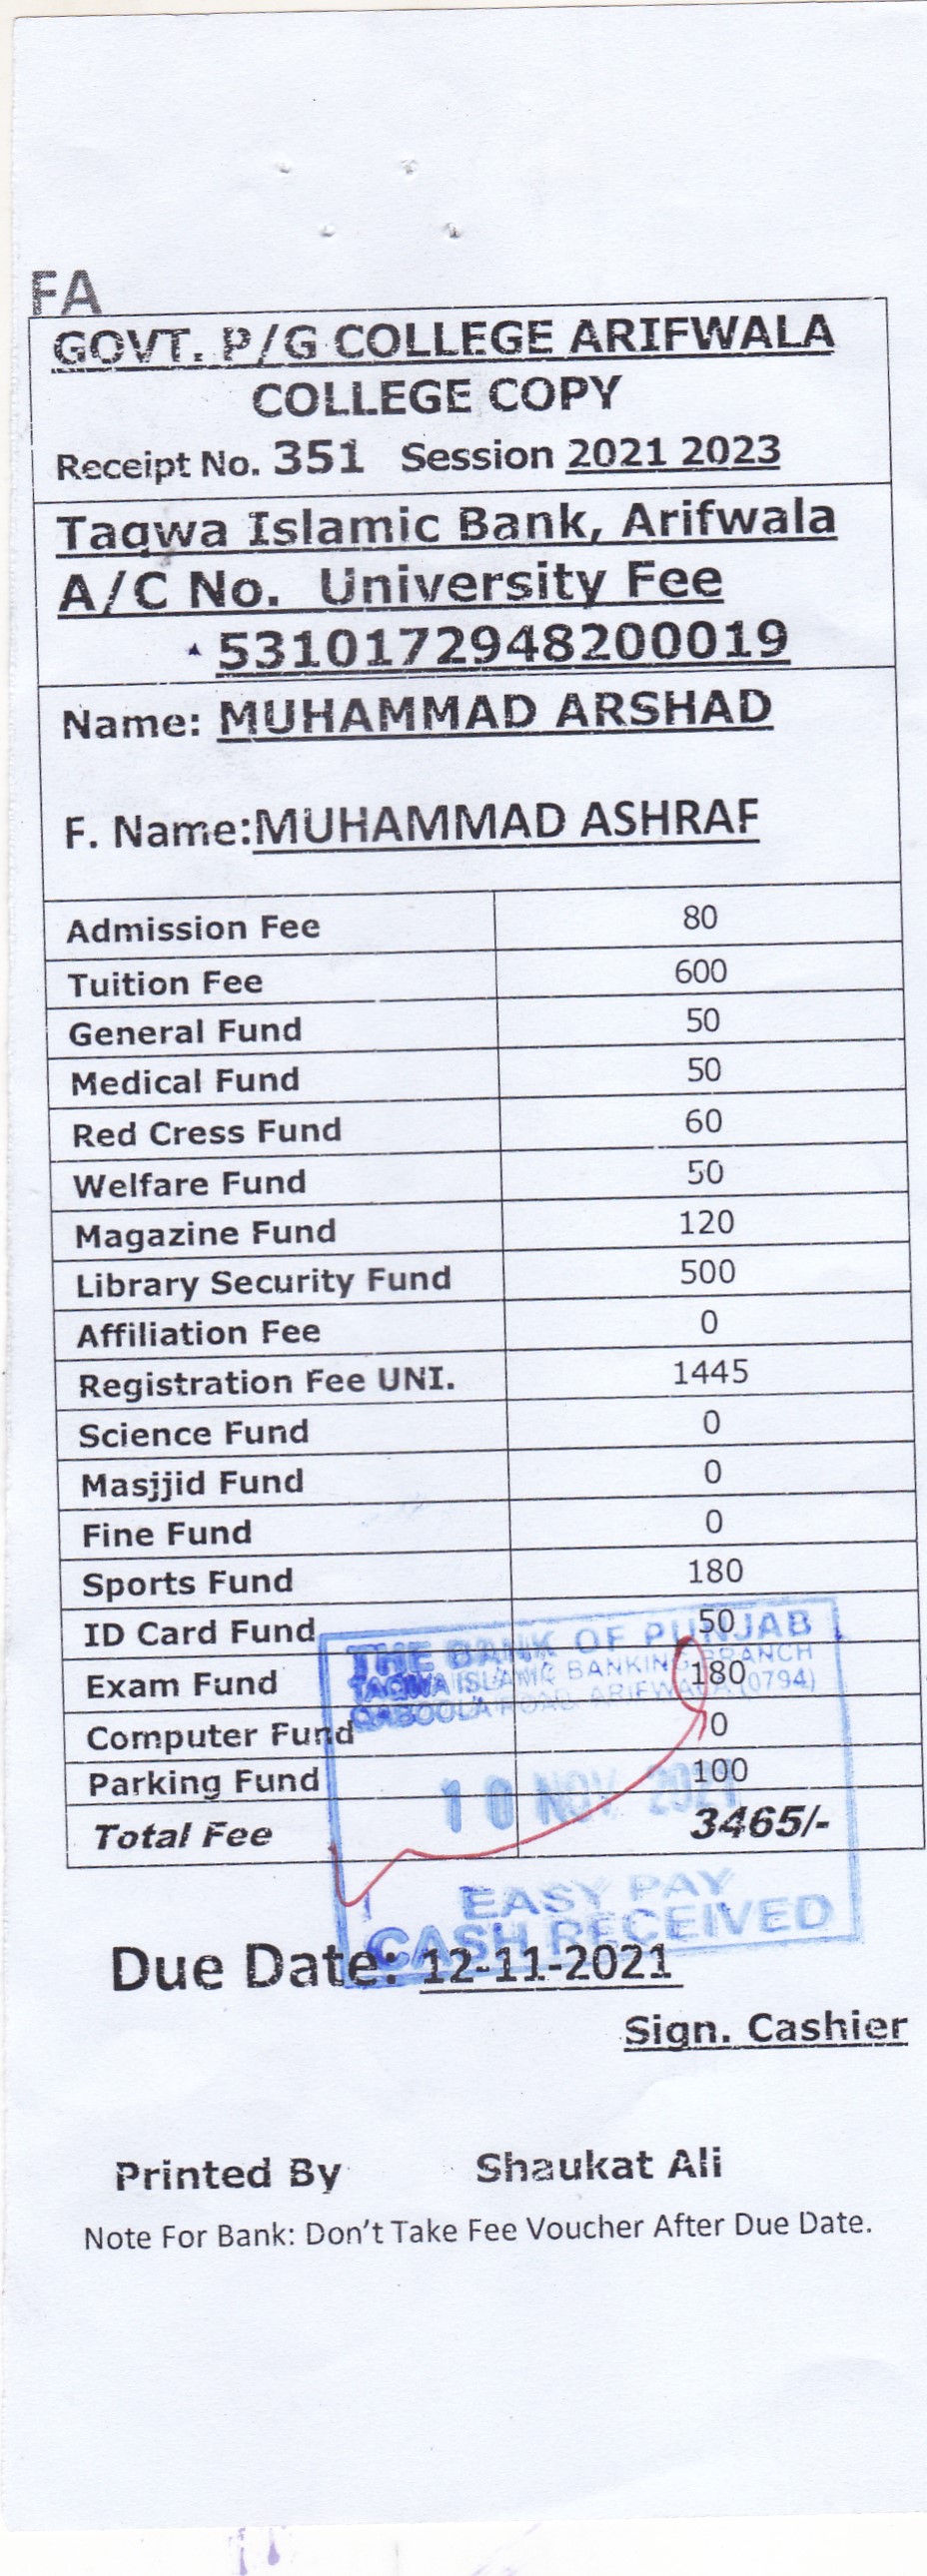 FA
GOVT. P/G COLLEGE ARIFWALA
COLLEGE COPY
Receipt No. 351 Session 2021 2023
Taqwa Islamic Bank, Arifwala
A/C No. University Fee
5310172948200019
Name: MUHAMMAD ARSHAD
F. Name:MUHAMMAD ASHRAF
Admission Fee 80
Tuition Fee 600
General Fund 50
Medical Fund 50
Red Cress Fund 60
Welfare Fund 50
Magazine Fund 120
Library Security Fund 500
Affiliation Fee 0
Registration Fee UNI. 1445
Science Fund 0
Masjjid Fund 0
Fine Fund 0
Sports Fund 180
ID Card Fund 50
THE BANK OF PUNJAB
TAQWA ISLAMIC BANKING BRANCH
Exam Fund 180
QABOOLA ROAD ARIFWALA (0794)
Computer Fund 0
Parking Fund 100
10 NOV 2021
Total Fee 3465/-
EASY PAY
CASH RECEIVED
Due Date: 12-11-2021
Sign. Cashier
Printed By Shaukat Ali
Note For Bank: Don't Take Fee Voucher After Due Date.